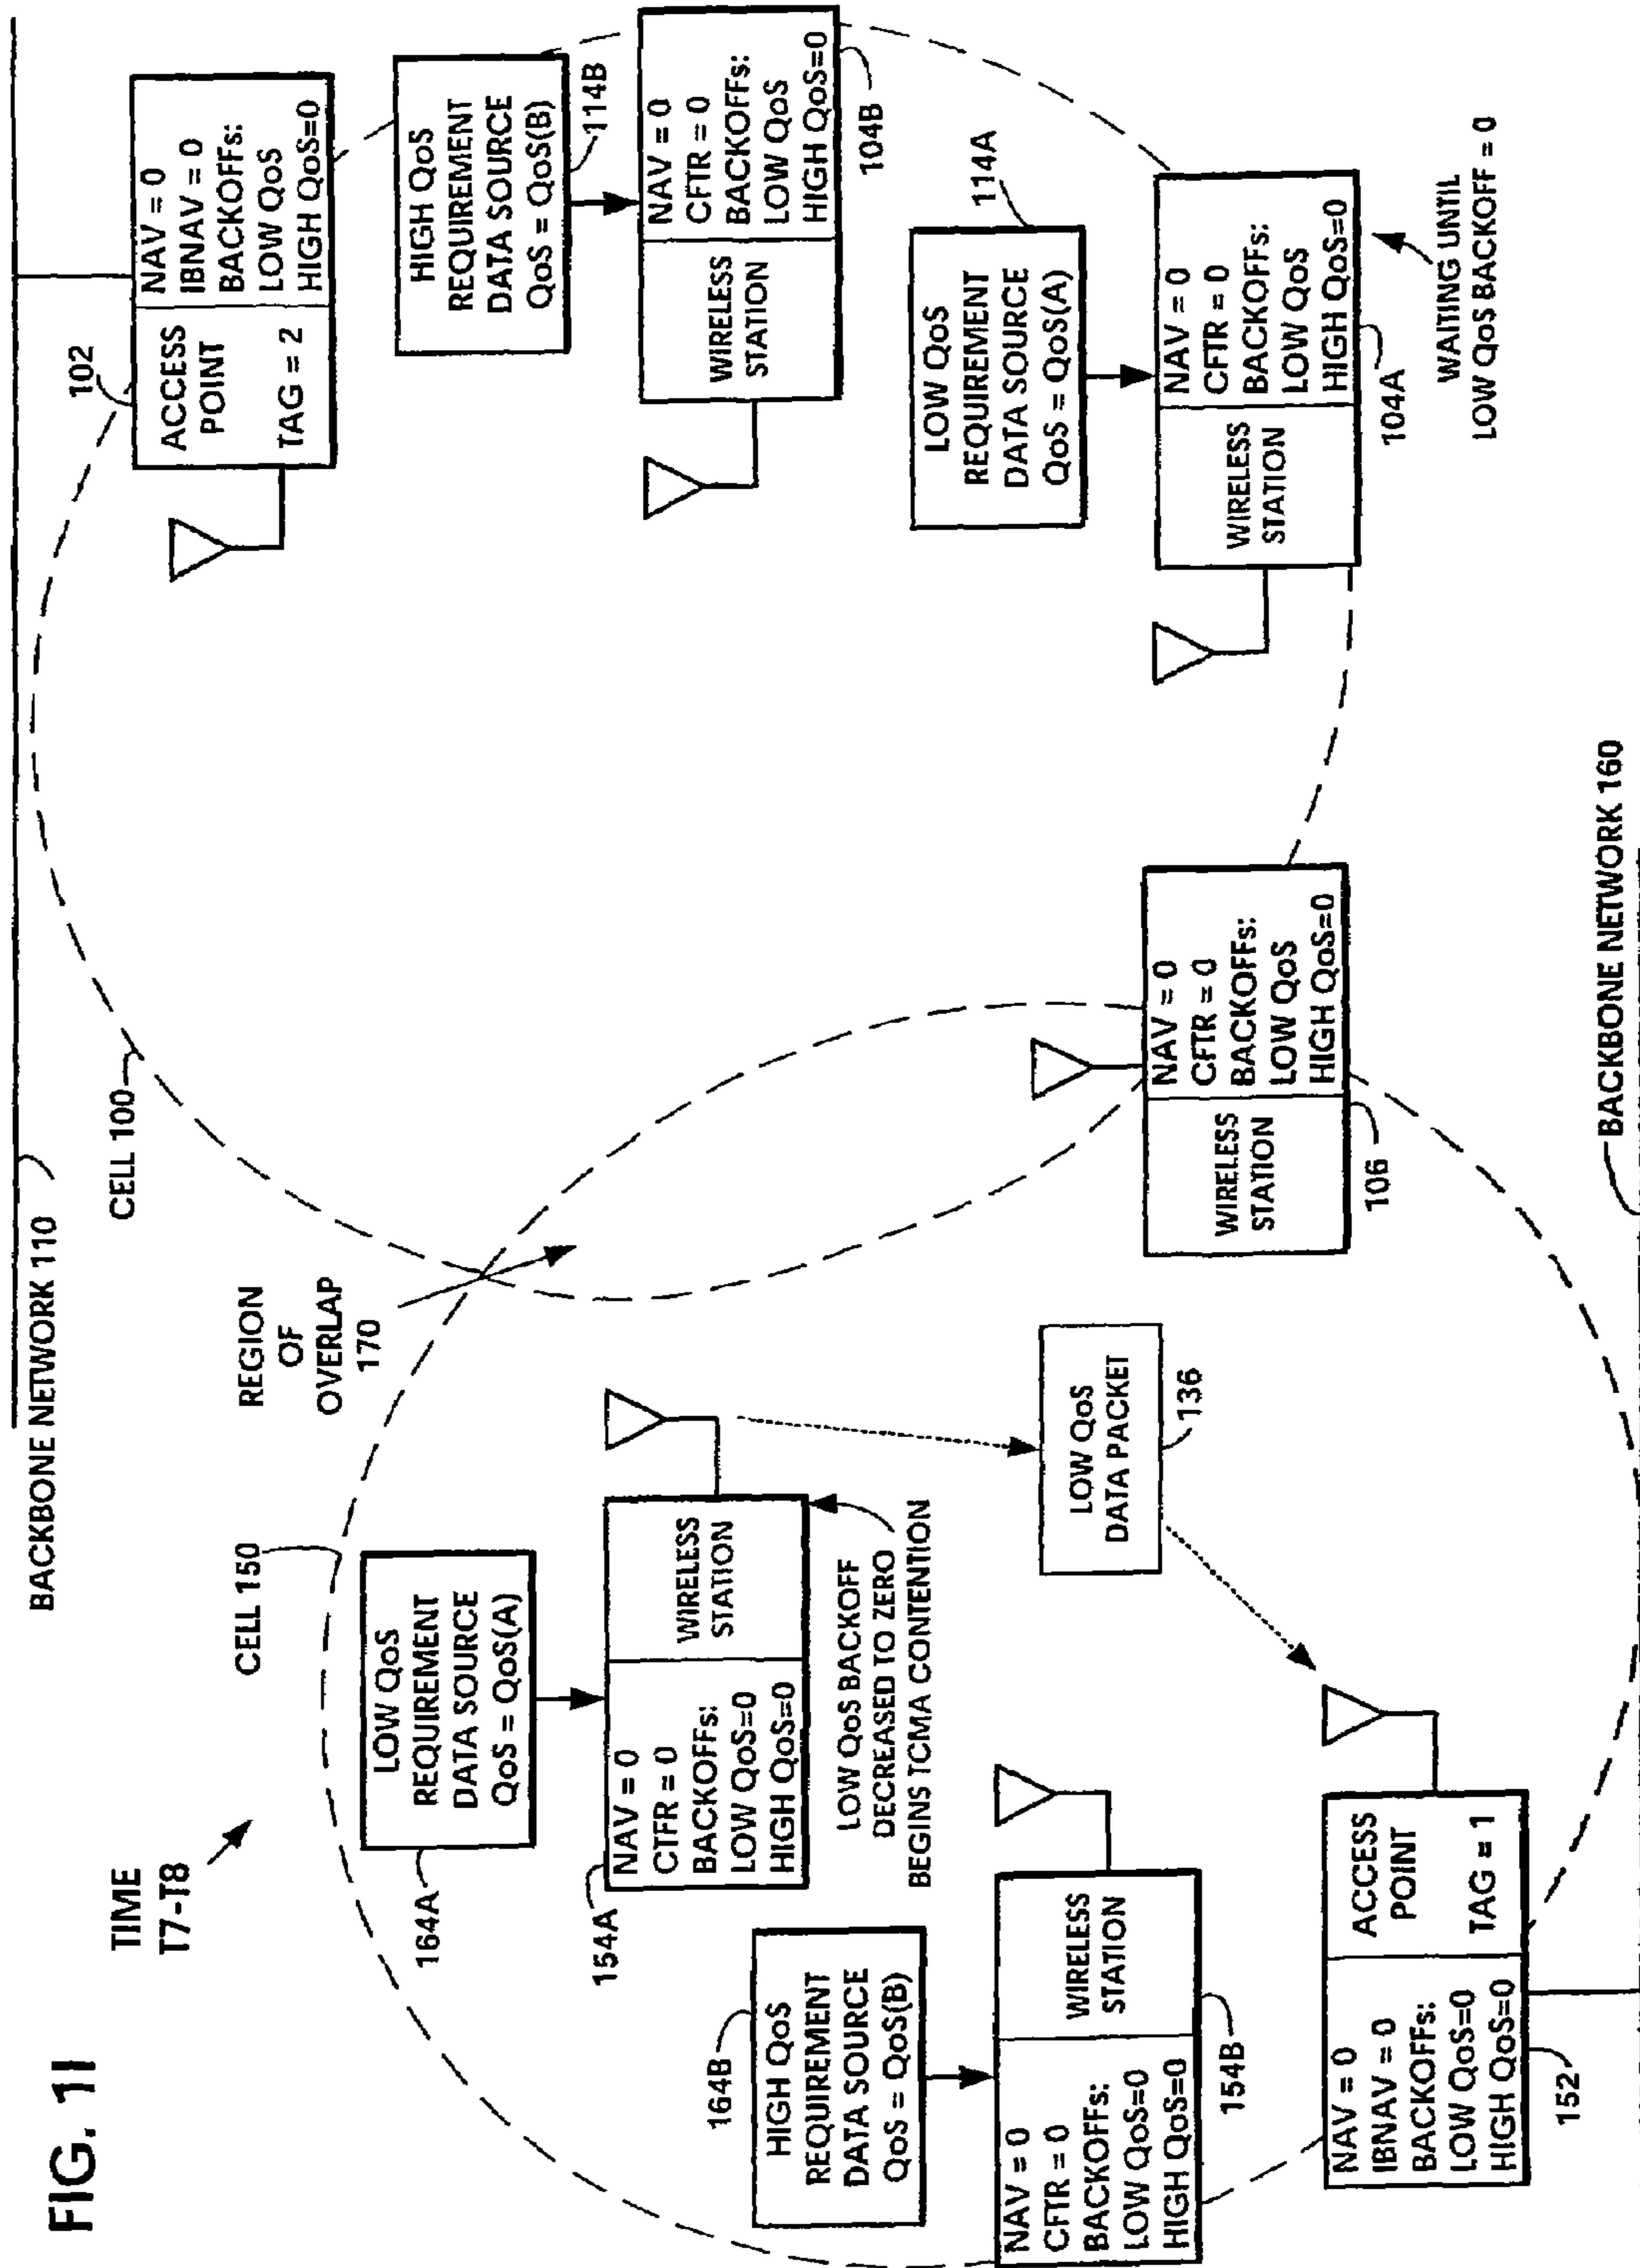 FIG. 1I
TIME
T7-T8
BACKBONE NETWORK 110
CELL 100
CELL 150
REGION
OF
OVERLAP
170
164A
LOW QoS
REQUIREMENT
DATA SOURCE
QoS = QoS(A)
154A
NAV = 0
CTFR = 0
BACKOFFs:
LOW QoS=0
HIGH QoS=0
WIRELESS
STATION
LOW QoS BACKOFF
DECREASED TO ZERO
BEGINS TCMA CONTENTION
164B
HIGH QoS
REQUIREMENT
DATA SOURCE
QoS = QoS(B)
NAV = 0
CFTR = 0
BACKOFFs:
LOW QoS=0
HIGH QoS=0
WIRELESS
STATION
154B
NAV = 0
IBNAV = 0
BACKOFFs:
LOW QoS=0
HIGH QoS=0
ACCESS
POINT
TAG = 1
152
LOW QoS
DATA PACKET
136
WIRELESS
STATION
NAV = 0
CFTR = 0
BACKOFFs:
LOW QoS
HIGH QoS=0
106
102
ACCESS
POINT
TAG = 2
NAV = 0
IBNAV = 0
BACKOFFs:
LOW QoS
HIGH QoS=0
HIGH QoS
REQUIREMENT
DATA SOURCE
QoS = QoS(B)
114B
WIRELESS
STATION
NAV = 0
CFTR = 0
BACKOFFs:
LOW QoS
HIGH QoS=0
104B
114A
LOW QoS
REQUIREMENT
DATA SOURCE
QoS = QoS(A)
WIRELESS
STATION
NAV = 0
CFTR = 0
BACKOFFs:
LOW QoS
HIGH QoS=0
104A
WAITING UNTIL
LOW QoS BACKOFF = 0
BACKBONE NETWORK 160